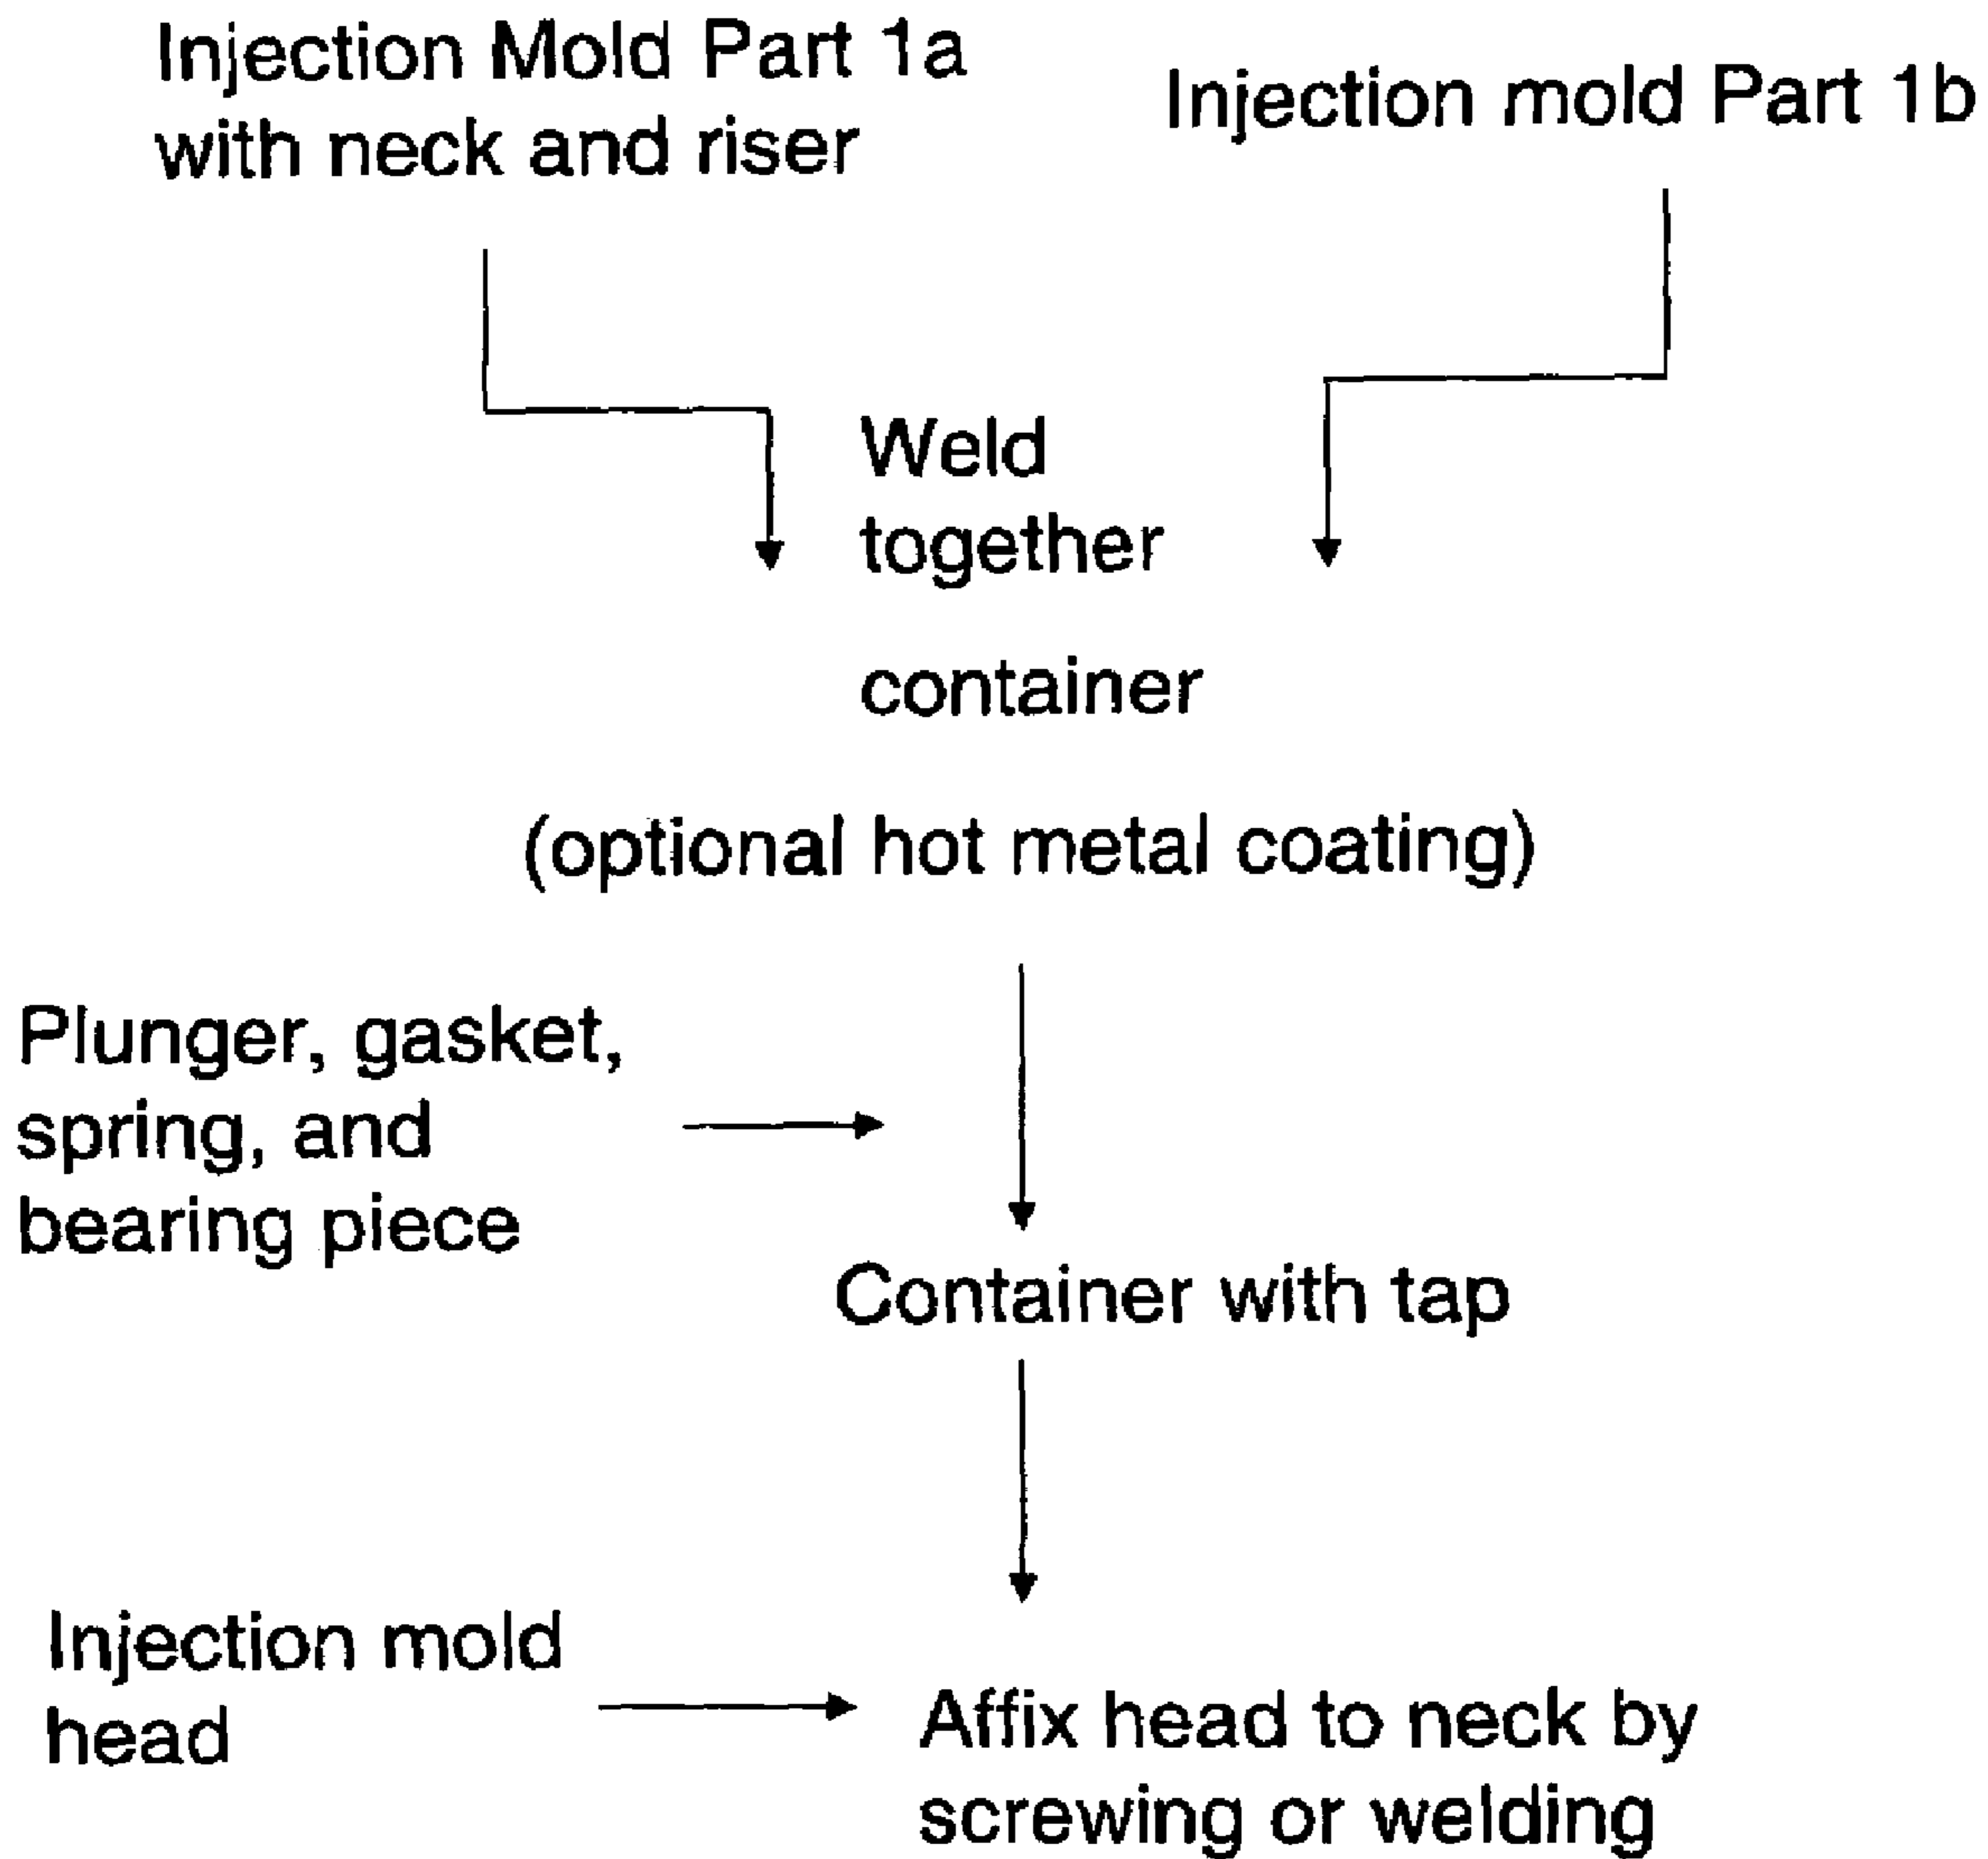 Injection Mold Part 1a
with neck and riser
Injection mold Part 1b
Weld
together
container
(optional hot metal coating)
Plunger, gasket,
spring, and
bearing piece
Container with tap
Injection mold
head
Affix head to neck by
screwing or welding